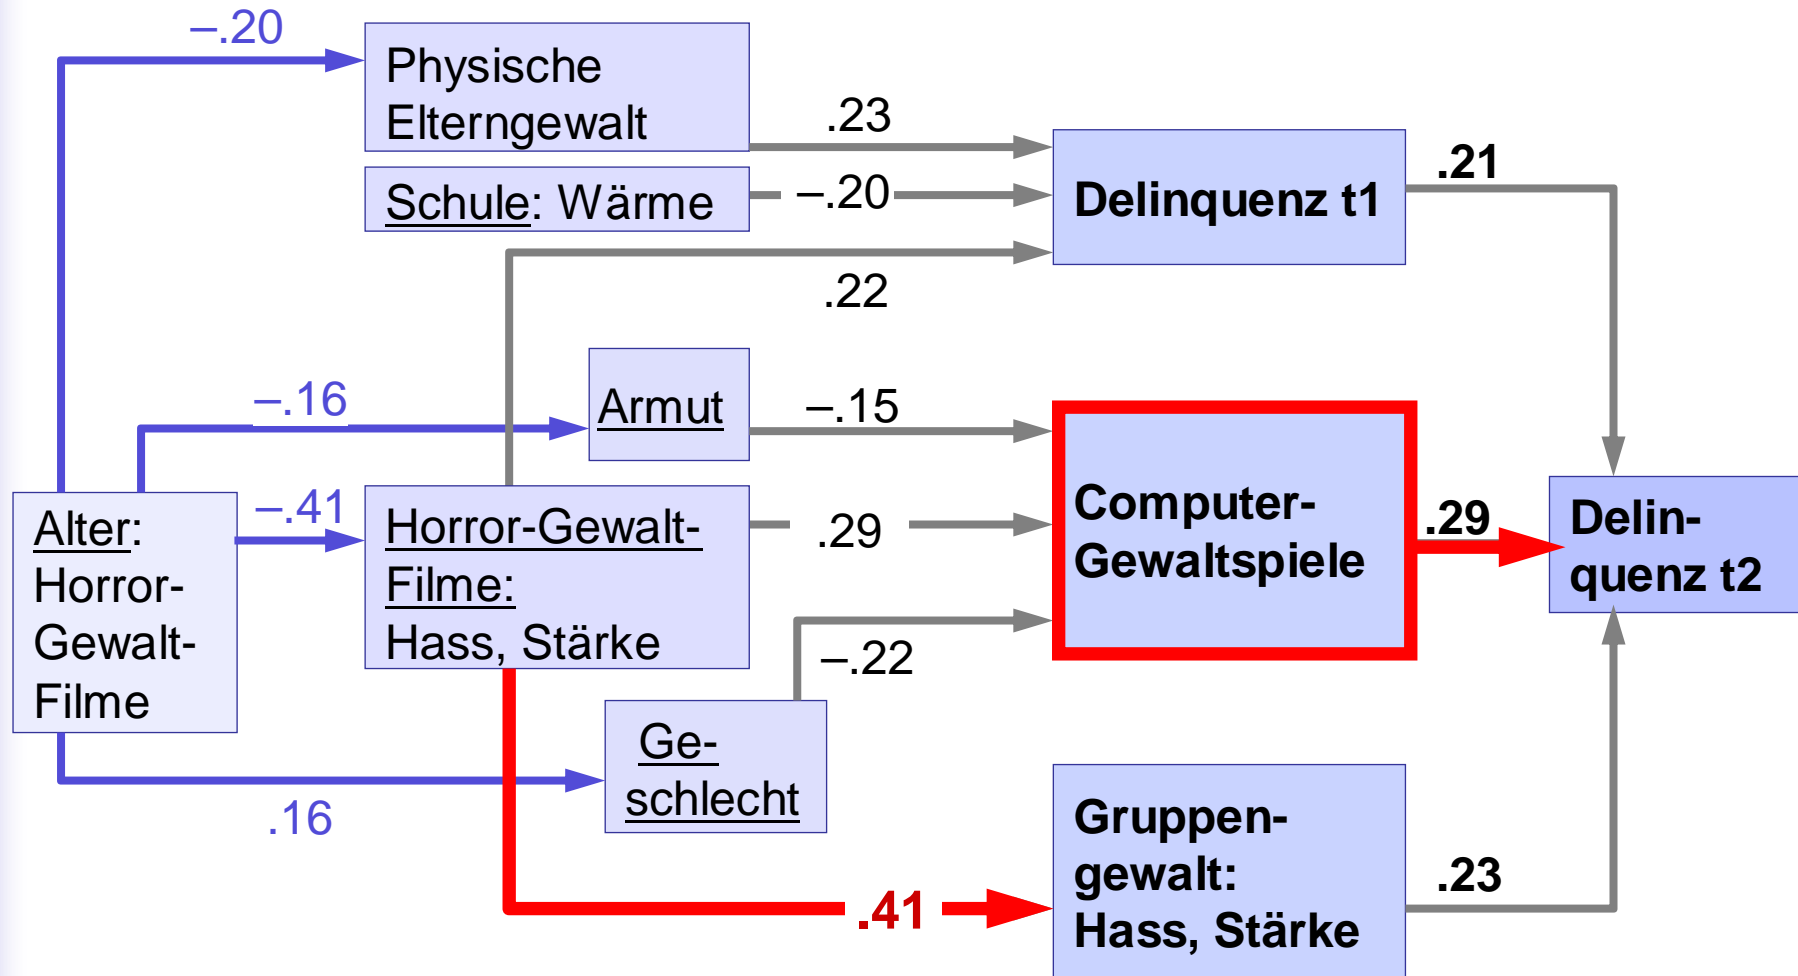 –.20
Physische
Elterngewalt
.23
Schule: Wärme
–.20
Delinquenz t1
.21
.22
–.16
Armut
–.15
Alter:
Horror-
Gewalt-
Filme
–.41
Horror-Gewalt-
Filme:
Hass, Stärke
.29
Computer-
Gewaltspiele
.29
Delin-
quenz t2
–.22
Ge-
schlecht
.16
.41
Gruppen-
gewalt:
Hass, Stärke
.23